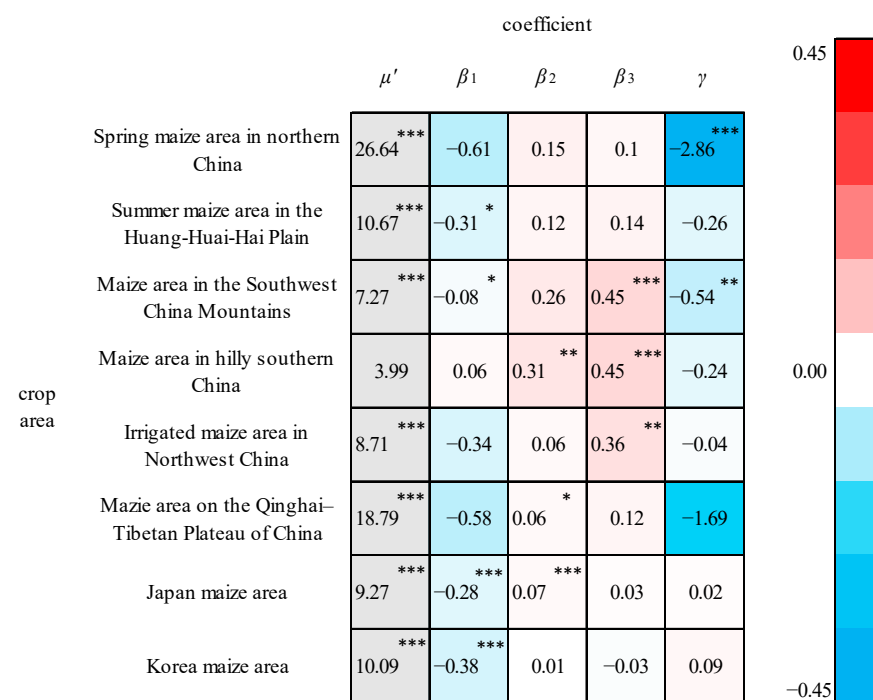 coefficient
μ′ β1 β2 β3 γ
0.45
Spring maize area in northern
China
26.64*** −0.61 0.15 0.1 −2.86***
Summer maize area in the
Huang-Huai-Hai Plain
10.67*** −0.31* 0.12 0.14 −0.26
Maize area in the Southwest
China Mountains
7.27*** −0.08* 0.26 0.45*** −0.54**
Maize area in hilly southern
China
3.99 0.06 0.31** 0.45*** −0.24
0.00
crop
area
Irrigated maize area in
Northwest China
8.71*** −0.34 0.06 0.36** −0.04
Mazie area on the Qinghai–
Tibetan Plateau of China
18.79*** −0.58 0.06* 0.12 −1.69
Japan maize area
9.27*** −0.28*** 0.07*** 0.03 0.02
Korea maize area
10.09*** −0.38*** 0.01 −0.03 0.09
−0.45